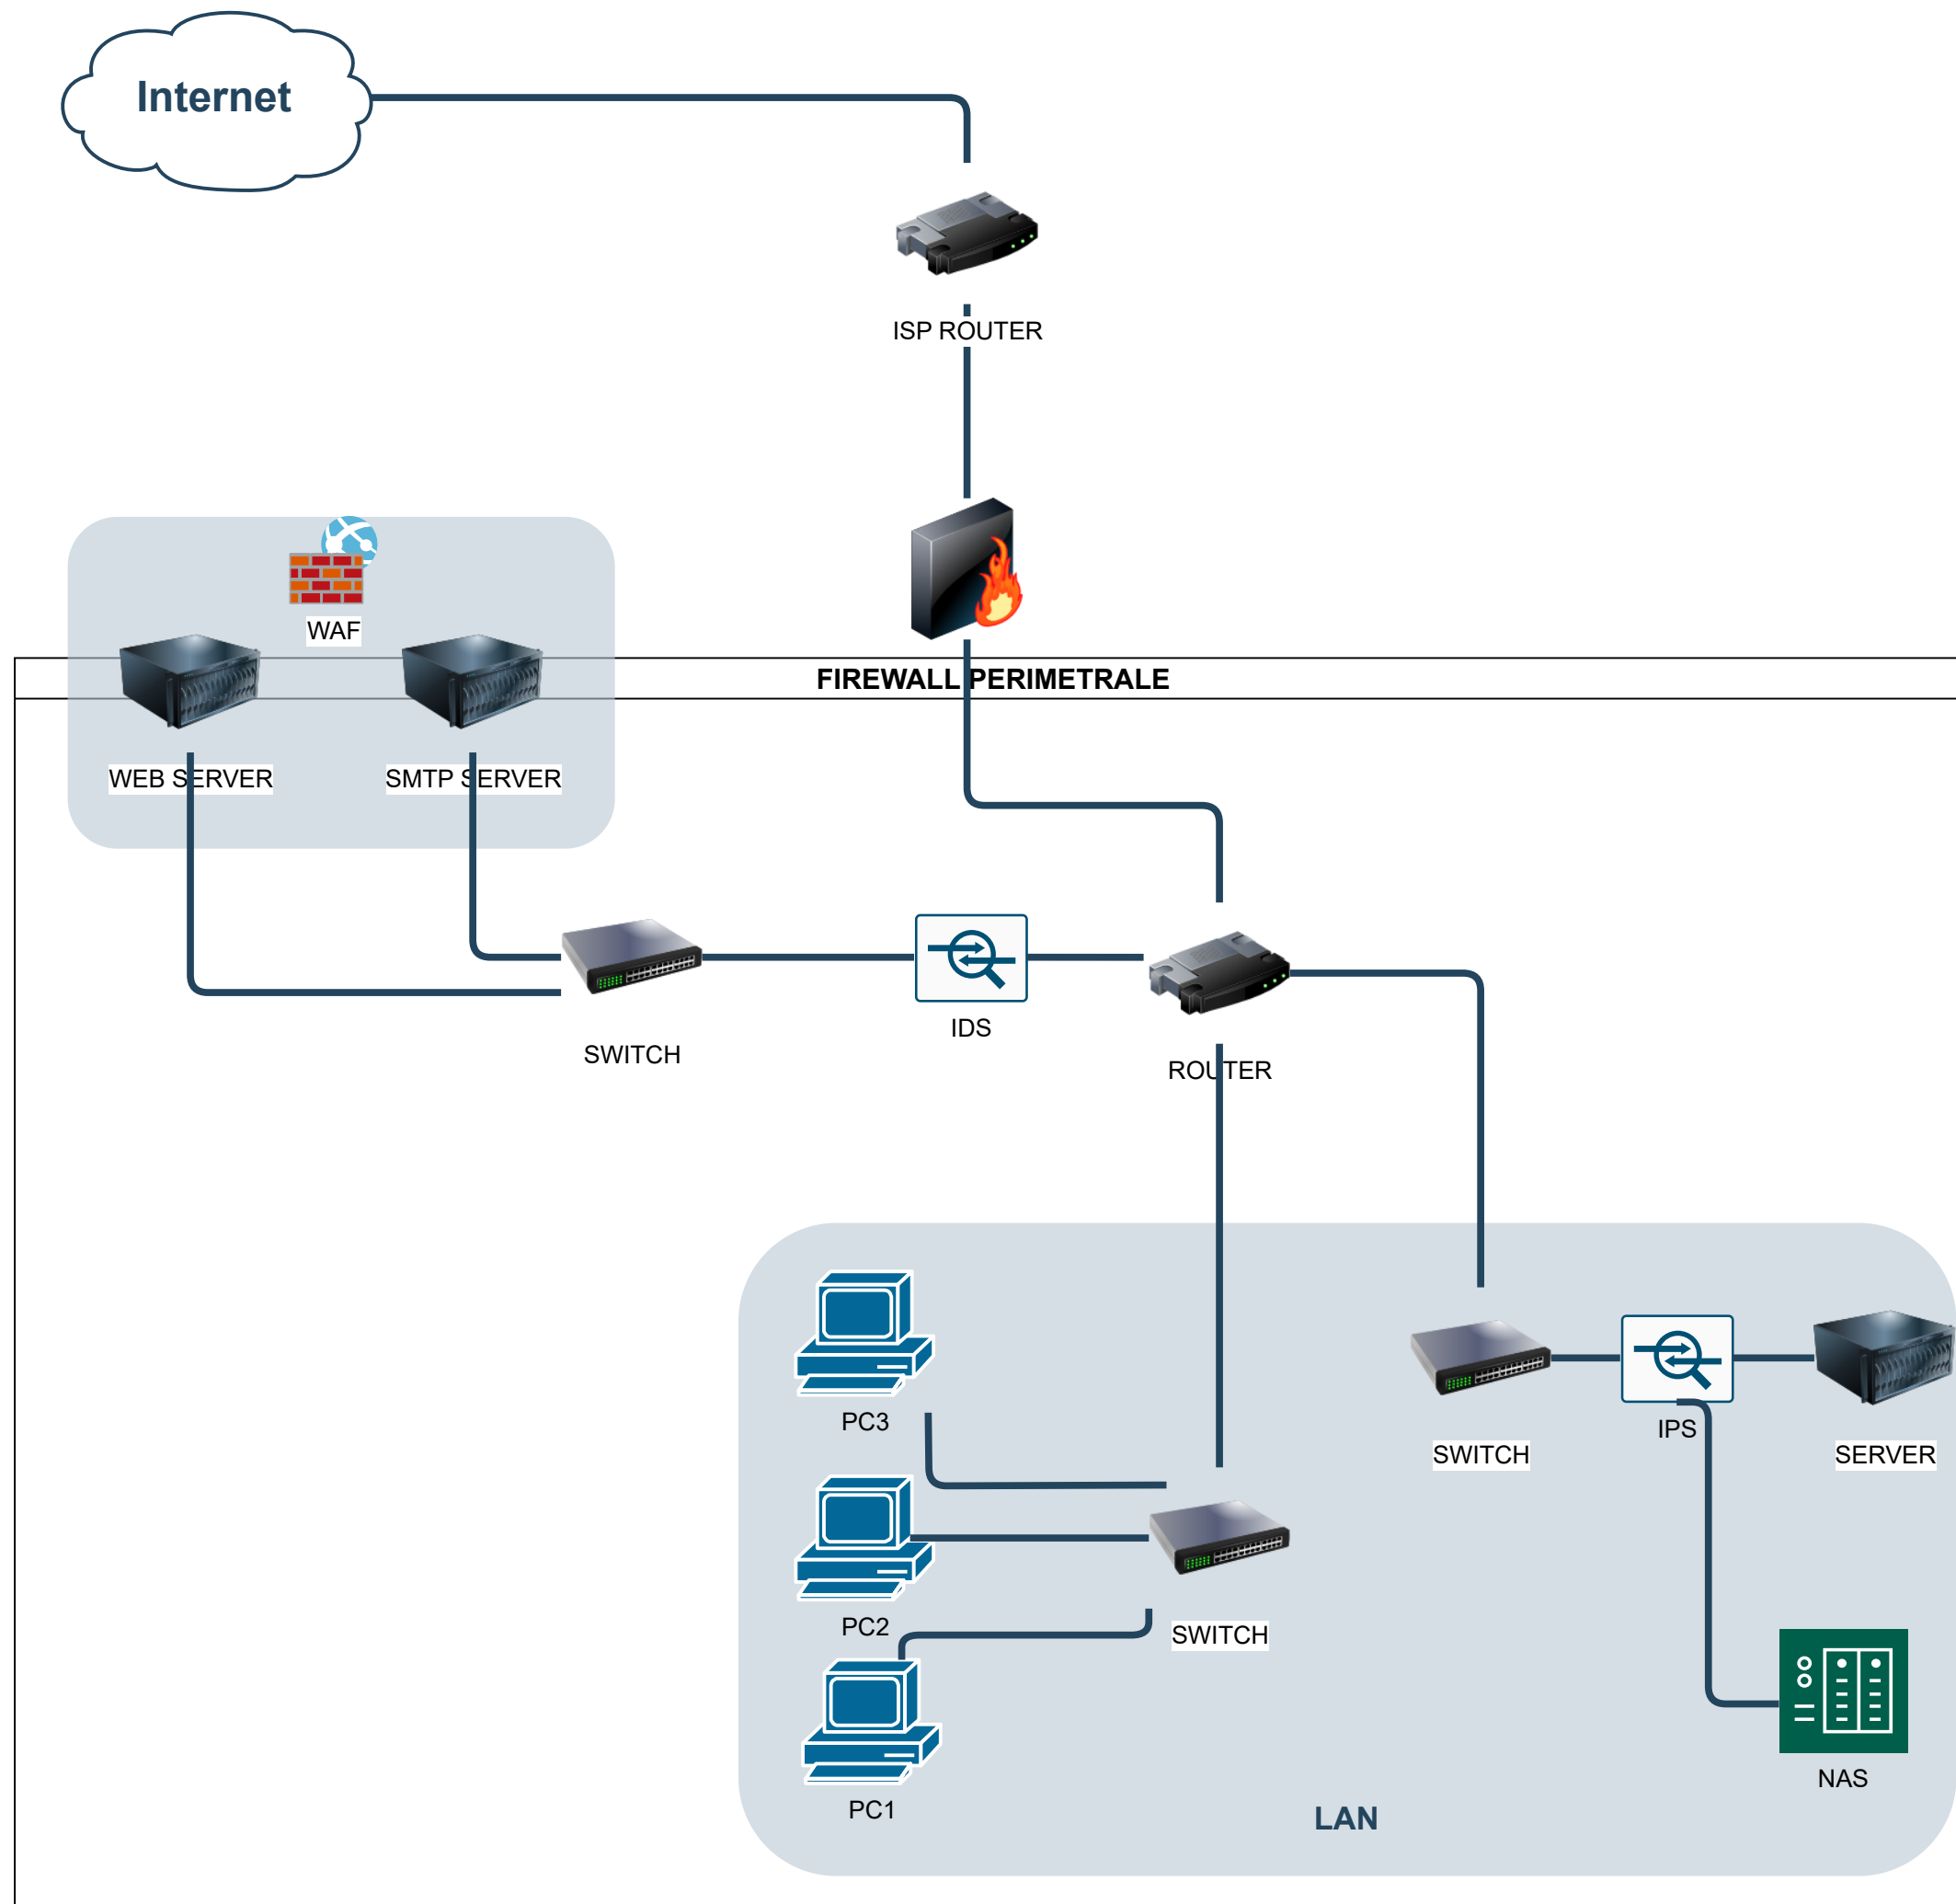 Internet
ISP ROUTER
WAF
FIREWALL PERIMETRALE
WEB SERVER
SMTP SERVER
IDS
SWITCH
ROUTER
PC3
IPS
SWITCH
SERVER
PC2
SWITCH
NAS
PC1
LAN